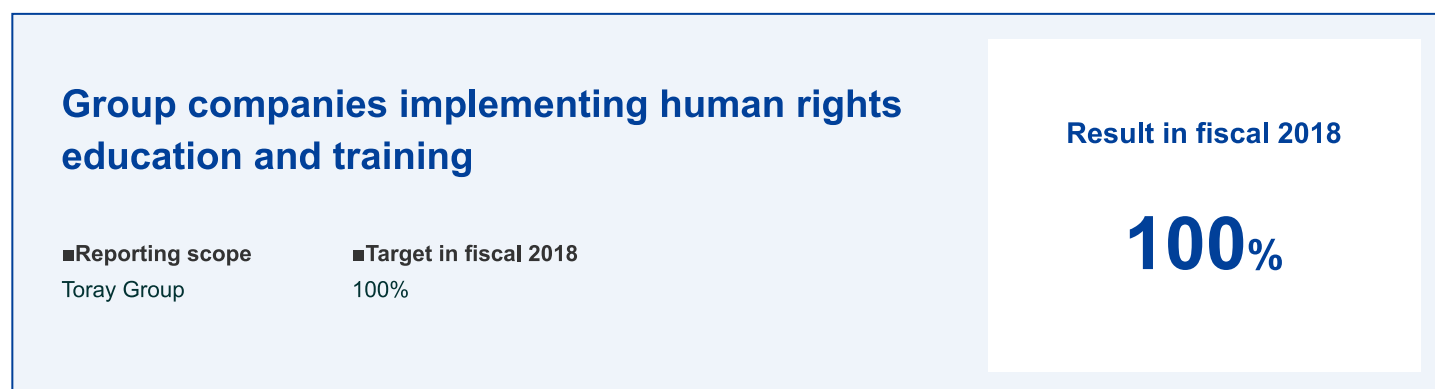 Group companies implementing human rights
education and training
■Reporting scope
Toray Group
■Target in fiscal 2018
100%
Result in fiscal 2018
100%